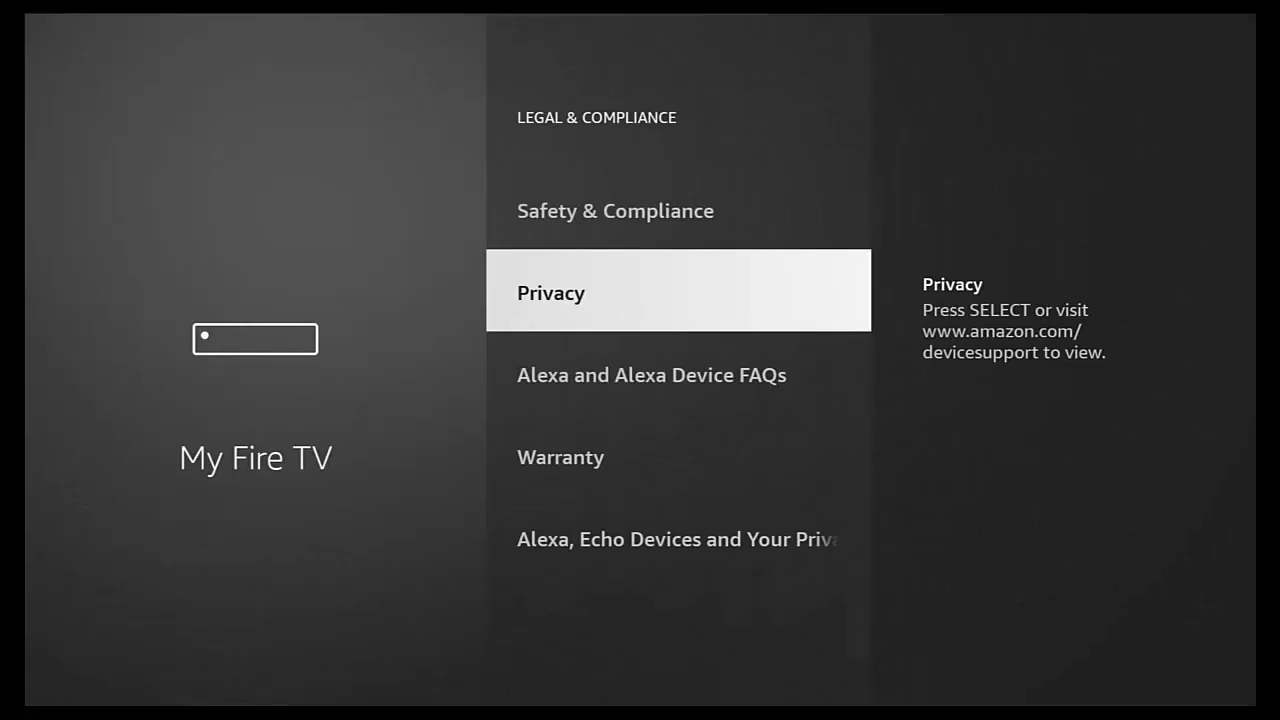 LEGAL & COMPLIANCE
Safety & Compliance
Privacy
Alexa and Alexa Device FAQs
Warranty
Alexa, Echo Devices and Your Priva
My Fire TV
Privacy
Press SELECT or visit
www.amazon.com/
devicesupport to view.